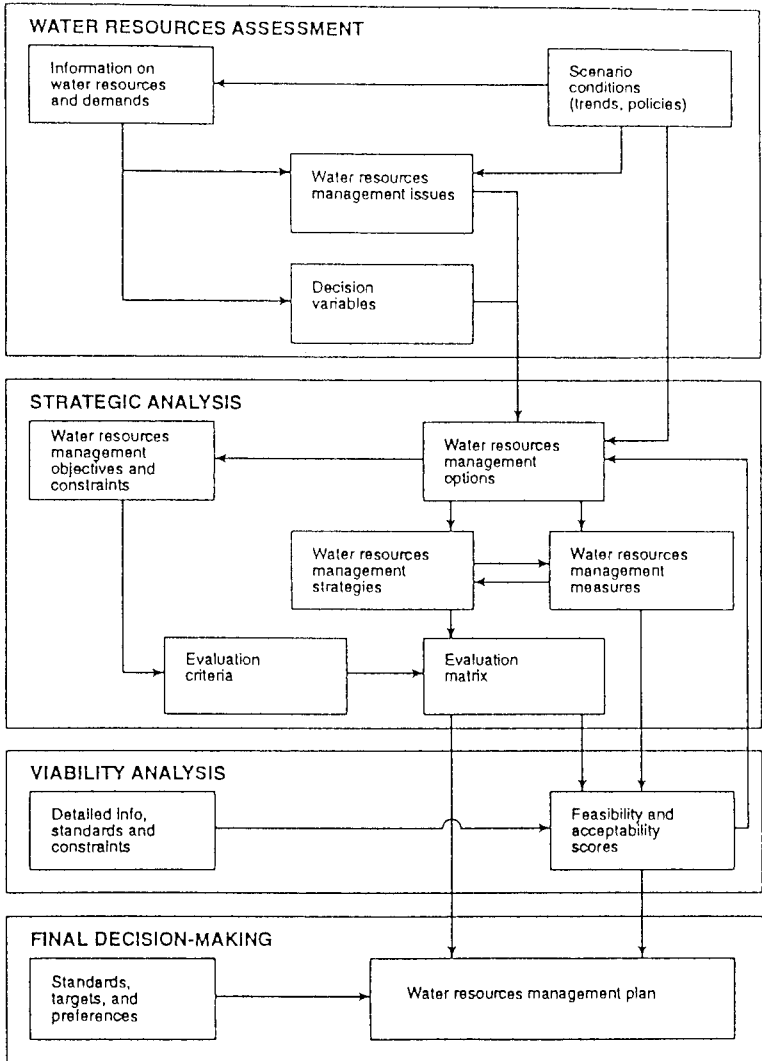 WATER RESOURCES ASSESSMENT
Information on
water resources
and demands
Scenario
conditions
(trends, policies)
Water resources
management issues
Decision
variables
STRATEGIC ANALYSIS
Water resources
management
objectives and
constraints
Water resources
management
options
Water resources
management
strategies
Water resources
management
measures
Evaluation
criteria
Evaluation
matrix
VIABILITY ANALYSIS
Detailed info,
standards and
constraints
Feasibility and
acceptability
scores
FINAL DECISION-MAKING
Standards,
targets, and
preferences
Water resources management plan